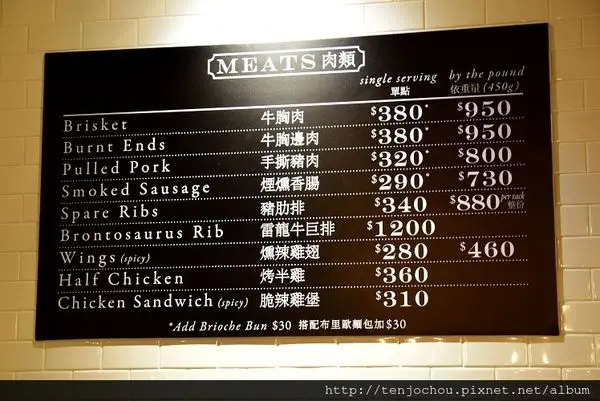 MEATS 肉類
single serving by the pound
單點 依重量 (450g)
Brisket 牛胸肉 $380* $950
Burnt Ends 牛胸邊肉 $380* $950
Pulled Pork 手撕豬肉 $320* $800
Smoked Sausage 煙燻香腸 $290* $730
Spare Ribs 豬肋排 $340 $880 per rack 整份
Brontosaurus Rib 雷龍牛巨排 $1200
Wings (spicy) 燻辣雞翅 $280 $460
Half Chicken 烤半雞 $360
Chicken Sandwich (spicy) 脆辣雞堡 $310
*Add Brioche Bun $30 搭配布里歐麵包加$30
http://tenjochou.pixnet.net/album